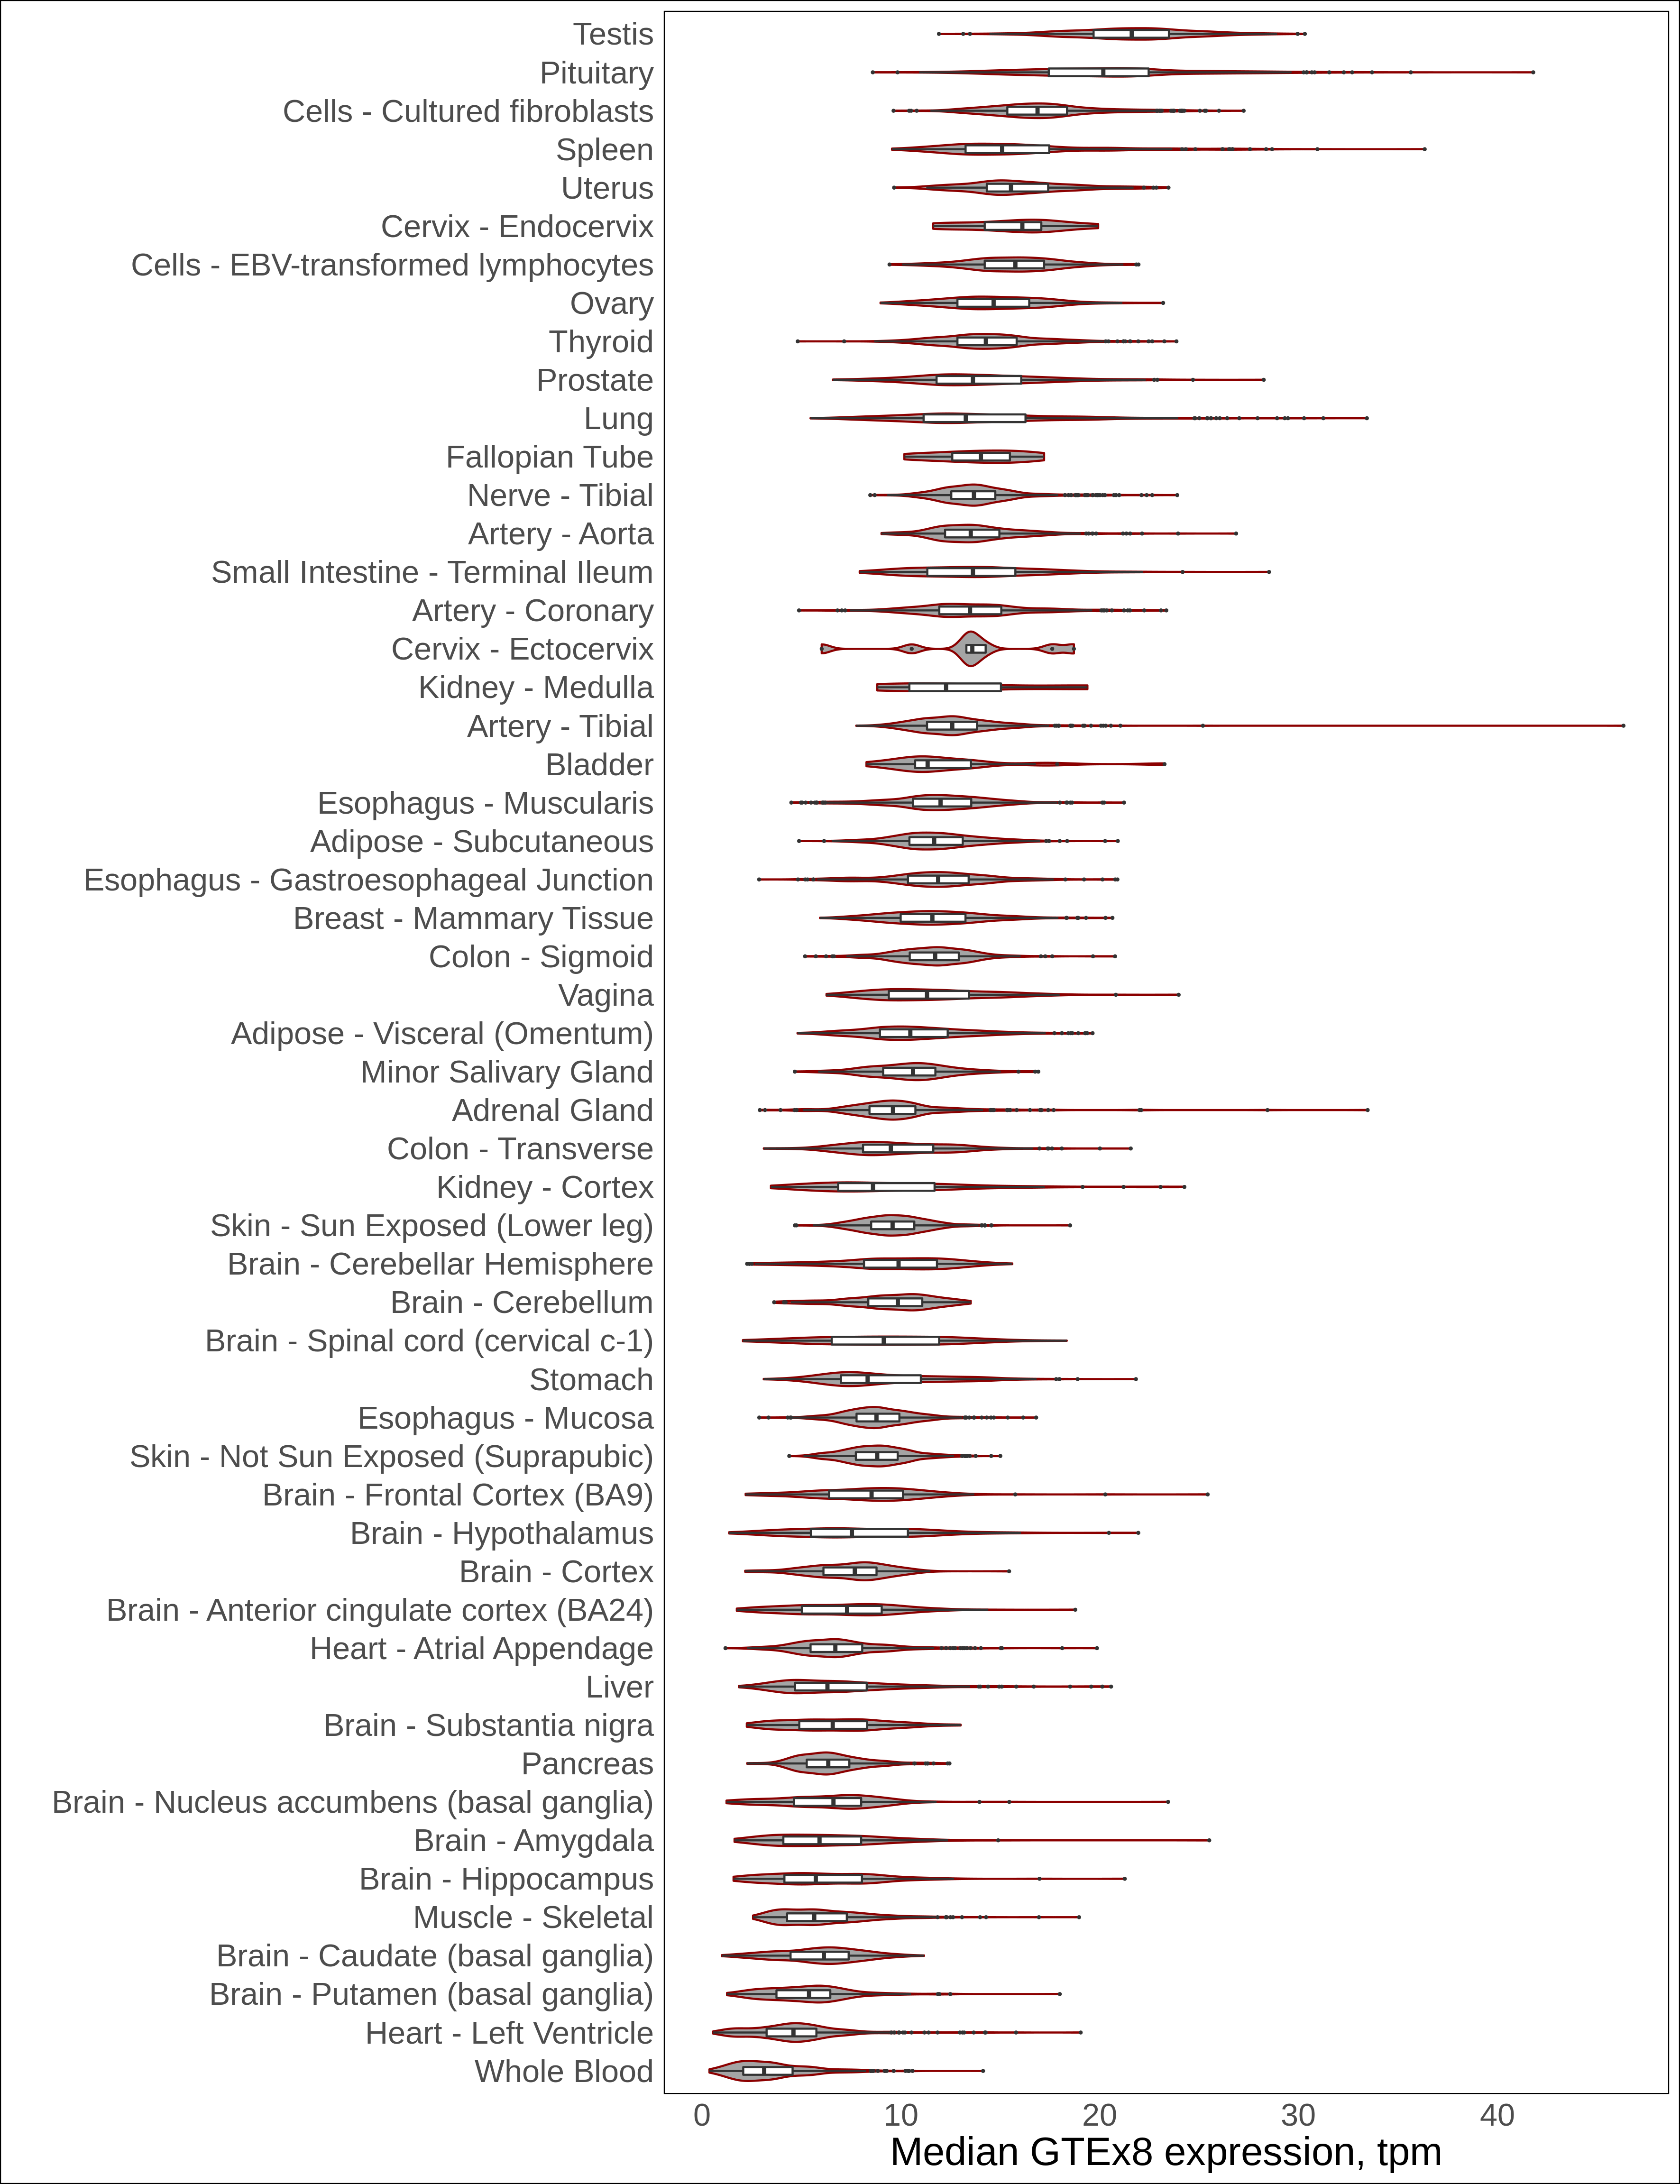 Testis
Pituitary
Cells - Cultured fibroblasts
Spleen
Uterus
Cervix - Endocervix
Cells - EBV-transformed lymphocytes
Ovary
Thyroid
Prostate
Lung
Fallopian Tube
Nerve - Tibial
Artery - Aorta
Small Intestine - Terminal Ileum
Artery - Coronary
Cervix - Ectocervix
Kidney - Medulla
Artery - Tibial
Bladder
Esophagus - Muscularis
Adipose - Subcutaneous
Esophagus - Gastroesophageal Junction
Breast - Mammary Tissue
Colon - Sigmoid
Vagina
Adipose - Visceral (Omentum)
Minor Salivary Gland
Adrenal Gland
Colon - Transverse
Kidney - Cortex
Skin - Sun Exposed (Lower leg)
Brain - Cerebellar Hemisphere
Brain - Cerebellum
Brain - Spinal cord (cervical c-1)
Stomach
Esophagus - Mucosa
Skin - Not Sun Exposed (Suprapubic)
Brain - Frontal Cortex (BA9)
Brain - Hypothalamus
Brain - Cortex
Brain - Anterior cingulate cortex (BA24)
Heart - Atrial Appendage
Liver
Brain - Substantia nigra
Pancreas
Brain - Nucleus accumbens (basal ganglia)
Brain - Amygdala
Brain - Hippocampus
Muscle - Skeletal
Brain - Caudate (basal ganglia)
Brain - Putamen (basal ganglia)
Heart - Left Ventricle
Whole Blood
0 10 20 30 40
Median GTEx8 expression, tpm